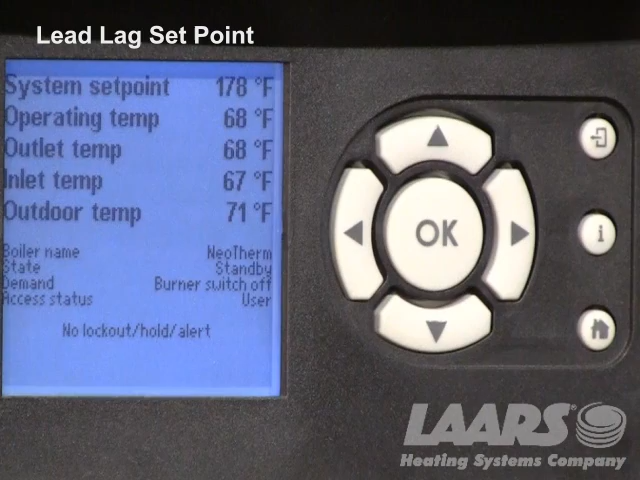 Lead Lag Set Point
System setpoint 178 °F
Operating temp 68 °F
Outlet temp 68 °F
Inlet temp 67 °F
Outdoor temp 71 °F
Boiler name NeoTherm
State Standby
Demand Burner switch off
Access status User
No lockout/hold/alert
OK
i
LAARS®
Heating Systems Company